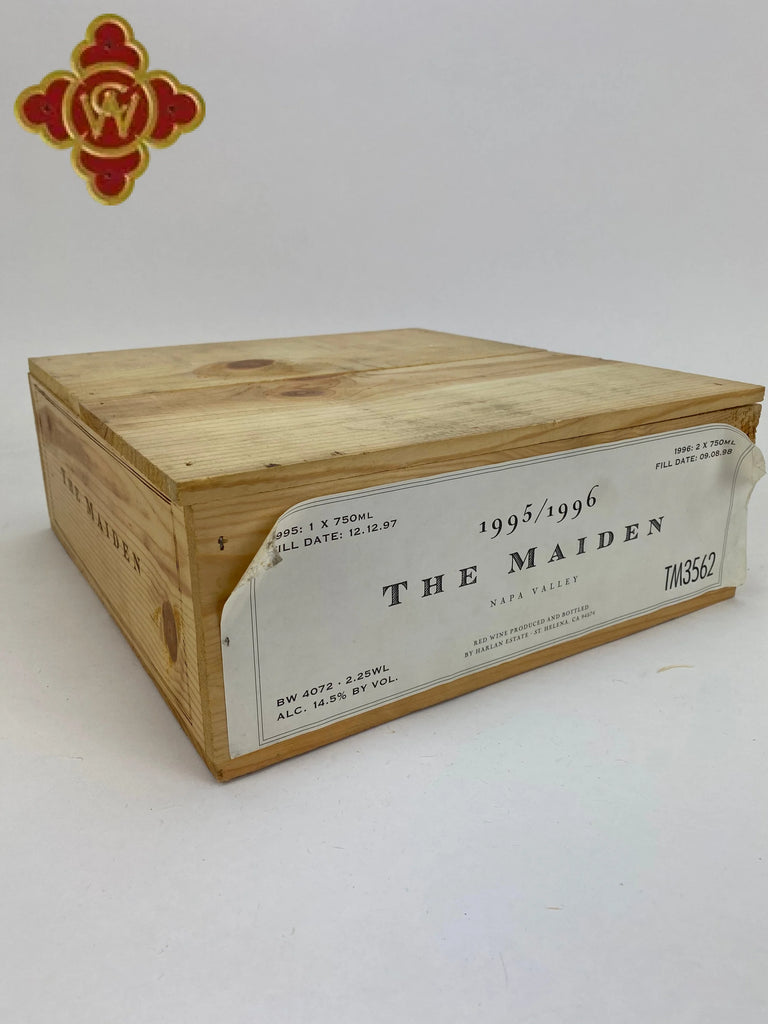 CW
THE MAIDEN
995: 1 X 750ML
ILL DATE: 12.12.97
1996: 2 X 750ML
FILL DATE: 09.08.98
1995/1996
THE MAIDEN
NAPA VALLEY
TM3562
RED WINE PRODUCED AND BOTTLED
BY HARLAN ESTATE · ST. HELENA, CA 94574
BW 4072 · 2.25WL
ALC. 14.5% BY VOL.